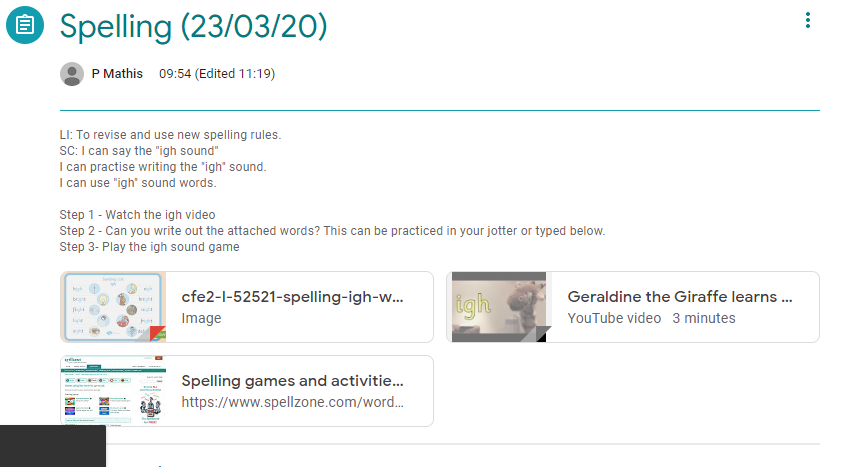 Spelling (23/03/20)
P Mathis 09:54 (Edited 11:19)
LI: To revise and use new spelling rules.
SC: I can say the "igh sound"
I can practise writing the "igh" sound.
I can use "igh" sound words.
Step 1 - Watch the igh video
Step 2 - Can you write out the attached words? This can be practiced in your jotter or typed below.
Step 3- Play the igh sound game
cfe2-l-52521-spelling-igh-w...
Image
igh
Geraldine the Giraffe learns ...
YouTube video 3 minutes
Spelling games and activitie...
https://www.spellzone.com/word...